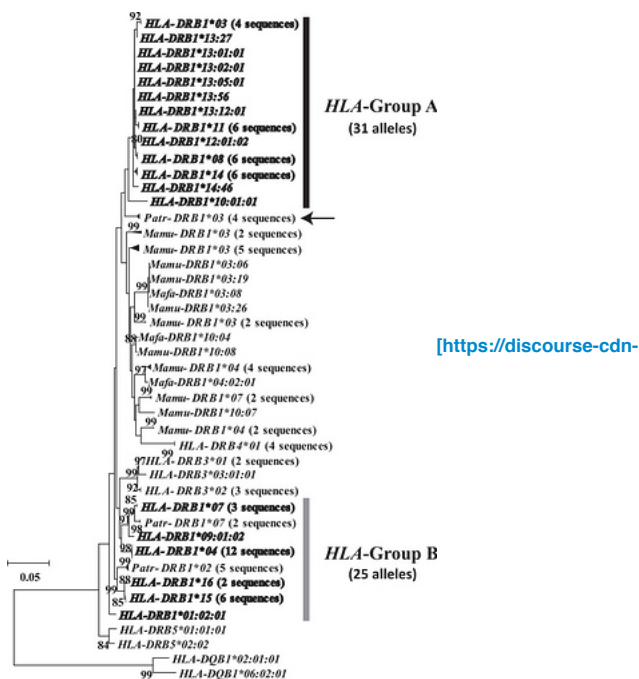 92
HLA-DRB1*03 (4 sequences)
HLA-DRB1*13:27
HLA-DRB1*13:01:01
HLA-DRB1*13:02:01
HLA-DRB1*13:05:01
HLA-DRB1*13:56
HLA-DRB1*13:12:01
HLA-DRB1*11 (6 sequences)
80
HLA-DRB1*12:01:02
HLA-DRB1*08 (6 sequences)
HLA-DRB1*14 (6 sequences)
HLA-DRB1*14:46
HLA-DRB1*10:01:01
HLA-Group A
(31 alleles)
Patr-DRB1*03 (4 sequences)
99
Mamu-DRB1*03 (2 sequences)
Mamu-DRB1*03 (5 sequences)
Mamu-DRB1*03:06
Mamu-DRB1*03:19
99
Mafa-DRB1*03:08
Mamu-DRB1*03:26
99
Mamu-DRB1*03 (2 sequences)
88
Mafa-DRB1*10:04
Mamu-DRB1*10:08
97
Mamu-DRB1*04 (4 sequences)
Mafa-DRB1*04:02:01
99
Mamu-DRB1*07 (2 sequences)
Mamu-DRB1*10:07
99
Mamu-DRB1*04 (2 sequences)
HLA-DRB4*01 (4 sequences)
99
97
HLA-DRB3*01 (2 sequences)
99
HLA-DRB3*03:01:01
92
HLA-DRB3*02 (3 sequences)
85
HLA-DRB1*07 (3 sequences)
99
Patr-DRB1*07 (2 sequences)
98
HLA-DRB1*09:01:02
98
HLA-DRB1*04 (12 sequences)
99
Patr-DRB1*02 (5 sequences)
88
HLA-DRB1*16 (2 sequences)
99
85
HLA-DRB1*15 (6 sequences)
HLA-DRB1*01:02:01
HLA-Group B
(25 alleles)
HLA-DRB5*01:01:01
84
HLA-DRB5*02:02
HLA-DQB1*02:01:01
99
HLA-DQB1*06:02:01
0.05
[https://discourse-cdn-